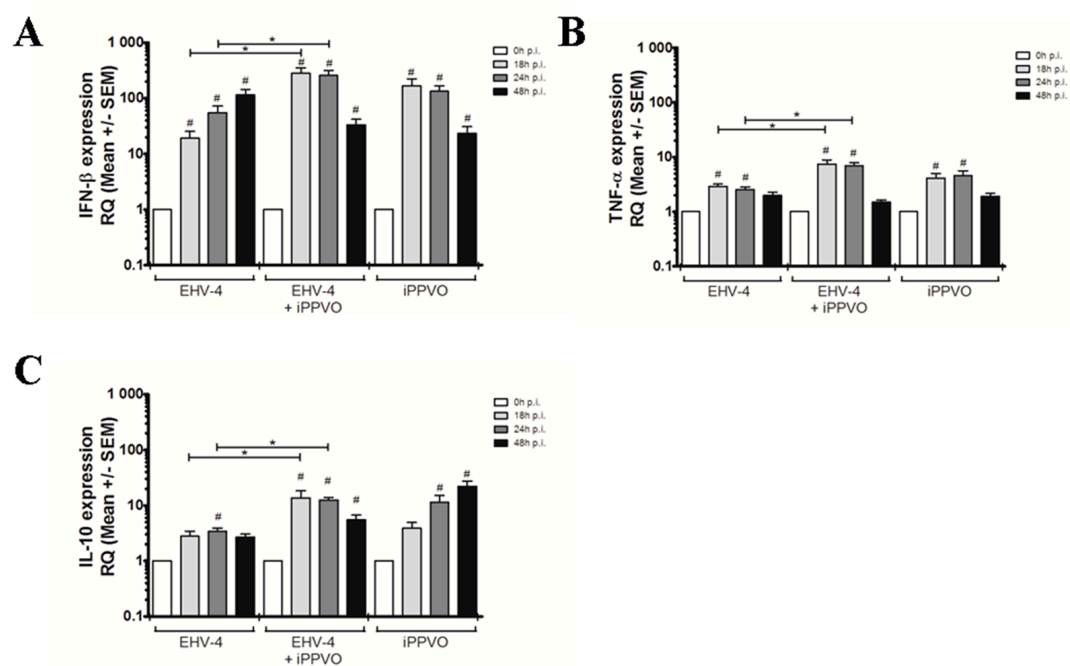 A
IFN-β expression
RQ (Mean +/- SEM)
1 000
100
10
1
0.1
* *
# # # # # # # # #
0h p.i.
18h p.i.
24h p.i.
48h p.i.
EHV-4
EHV-4
+ iPPVO
iPPVO
B
TNF-α expression
RQ (Mean +/- SEM)
1 000
100
10
1
0.1
* *
# # # # # #
0h p.i.
18h p.i.
24h p.i.
48h p.i.
EHV-4
EHV-4
+ iPPVO
iPPVO
C
IL-10 expression
RQ (Mean +/- SEM)
1 000
100
10
1
0.1
* *
# # # # # #
0h p.i.
18h p.i.
24h p.i.
48h p.i.
EHV-4
EHV-4
+ iPPVO
iPPVO